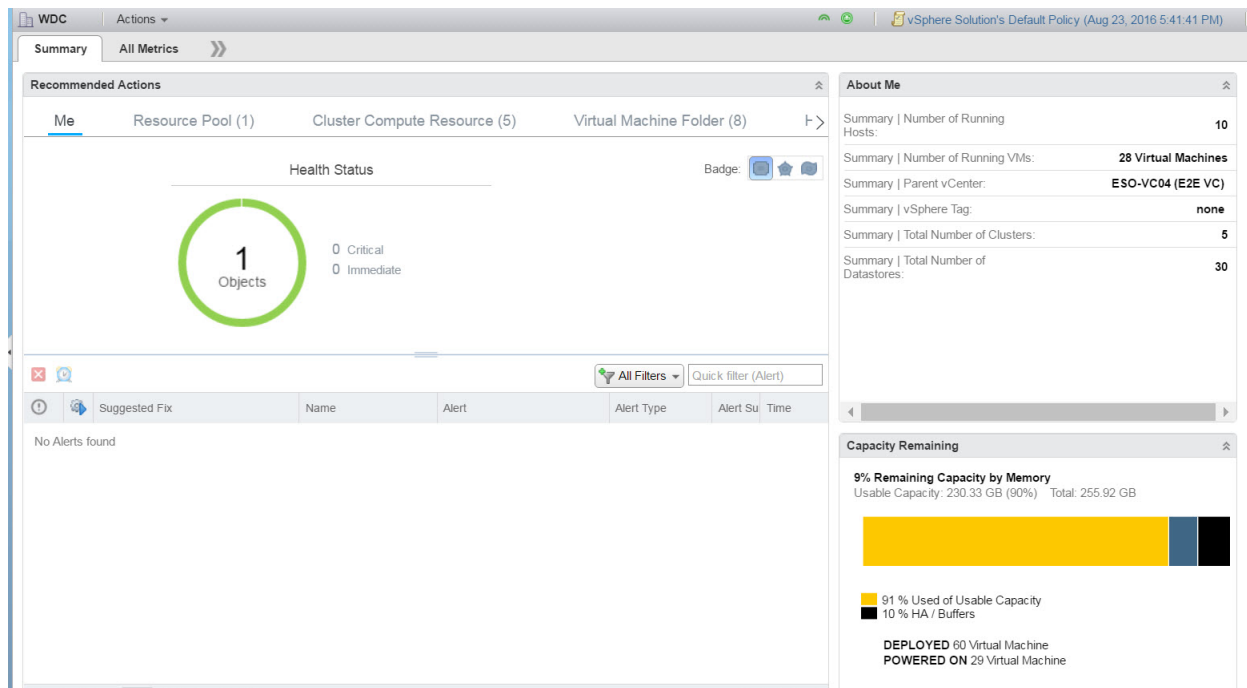 WDC
Actions
vSphere Solution's Default Policy (Aug 23, 2016 5:41:41 PM)
Summary
All Metrics
Recommended Actions
Me
Resource Pool (1)
Cluster Compute Resource (5)
Virtual Machine Folder (8)
Health Status
Badge:
1
Objects
0 Critical
0 Immediate
All Filters
Quick filter (Alert)
Suggested Fix
Name
Alert
Alert Type
Alert Su
Time
No Alerts found
About Me
Summary | Number of Running
Hosts:
10
Summary | Number of Running VMs:
28 Virtual Machines
Summary | Parent vCenter:
ESO-VC04 (E2E VC)
Summary | vSphere Tag:
none
Summary | Total Number of Clusters:
5
Summary | Total Number of
Datastores:
30
Capacity Remaining
9% Remaining Capacity by Memory
Usable Capacity: 230.33 GB (90%) Total: 255.92 GB
91 % Used of Usable Capacity
10 % HA / Buffers
DEPLOYED 60 Virtual Machine
POWERED ON 29 Virtual Machine